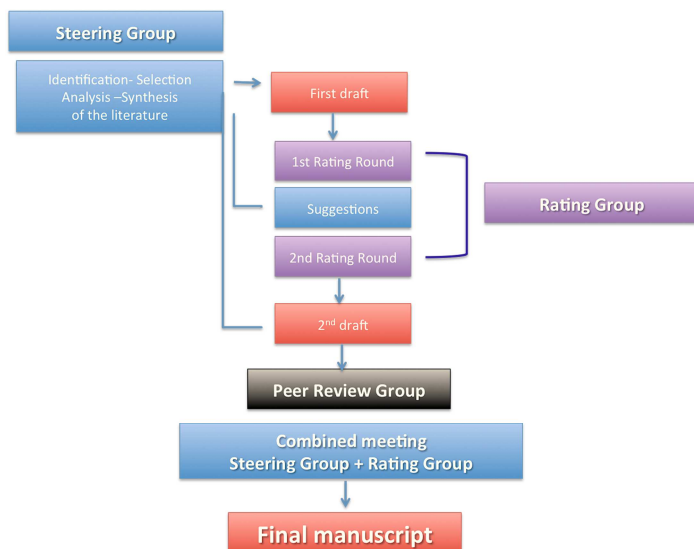 Steering Group
Identification- Selection
Analysis –Synthesis
of the literature
First draft
1st Rating Round
Suggestions
Rating Group
2nd Rating Round
2nd draft
Peer Review Group
Combined meeting
Steering Group + Rating Group
Final manuscript